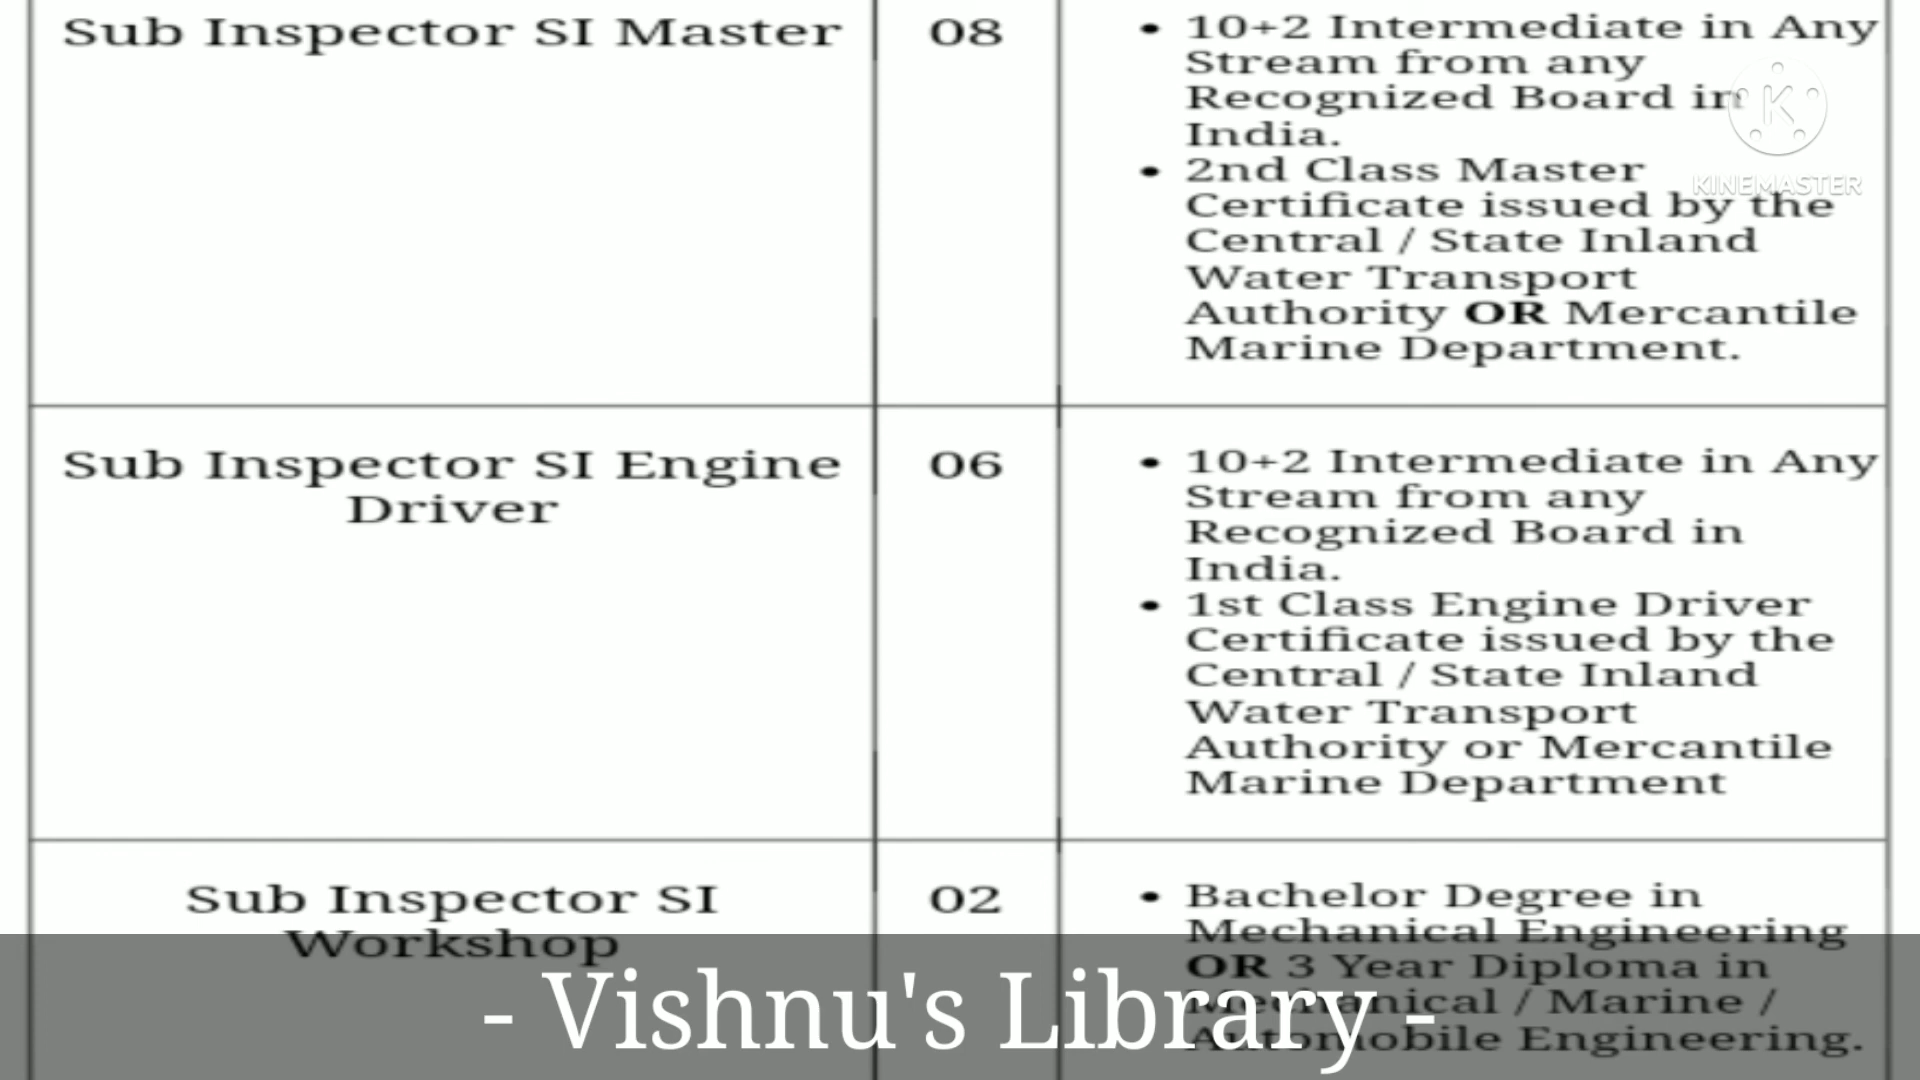 Sub Inspector SI Master
08
• 10+2 Intermediate in Any
Stream from any
Recognized Board in
India.
• 2nd Class Master
Certificate issued by the
Central / State Inland
Water Transport
Authority OR Mercantile
Marine Department.
K
KINEMASTER
Sub Inspector SI Engine
Driver
06
• 10+2 Intermediate in Any
Stream from any
Recognized Board in
India.
• 1st Class Engine Driver
Certificate issued by the
Central / State Inland
Water Transport
Authority or Mercantile
Marine Department
Sub Inspector SI
Workshop
02
• Bachelor Degree in
Mechanical Engineering
OR 3 Year Diploma in
Mechanical / Marine /
Automobile Engineering.
- Vishnu's Library -